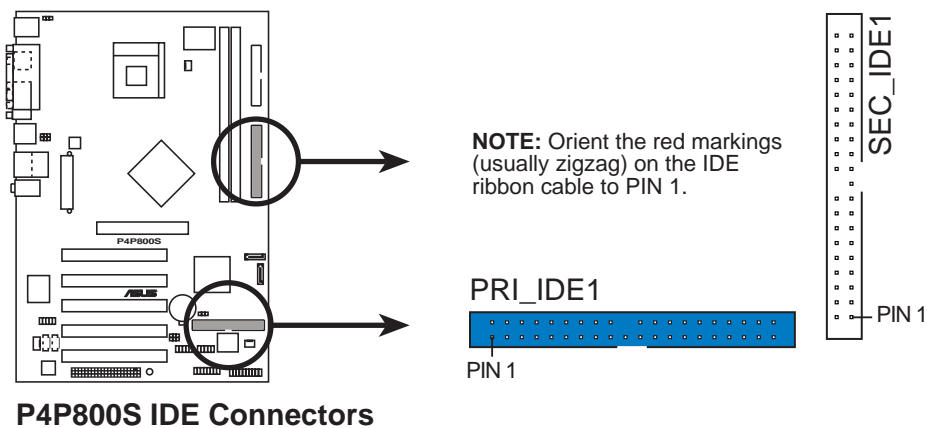 P4P800S
ASUS
NOTE: Orient the red markings
(usually zigzag) on the IDE
ribbon cable to PIN 1.
SEC_IDE1
PIN 1
PRI_IDE1
PIN 1
P4P800S IDE Connectors